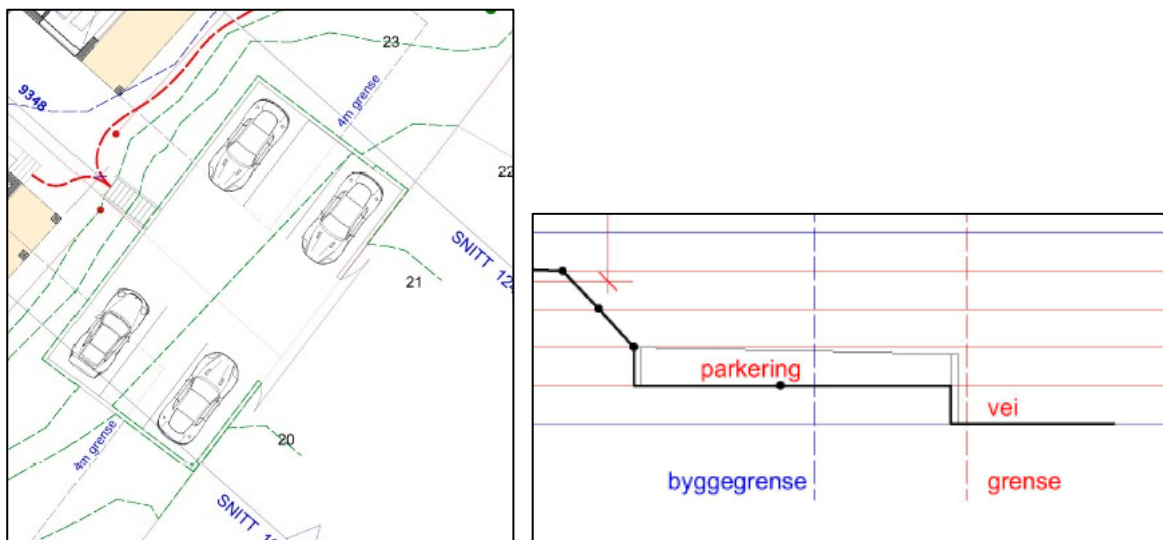 23
4m grense
9348
22
SNITT 12
21
20
4m grense
SNITT 1
parkering
vei
byggegrense
grense